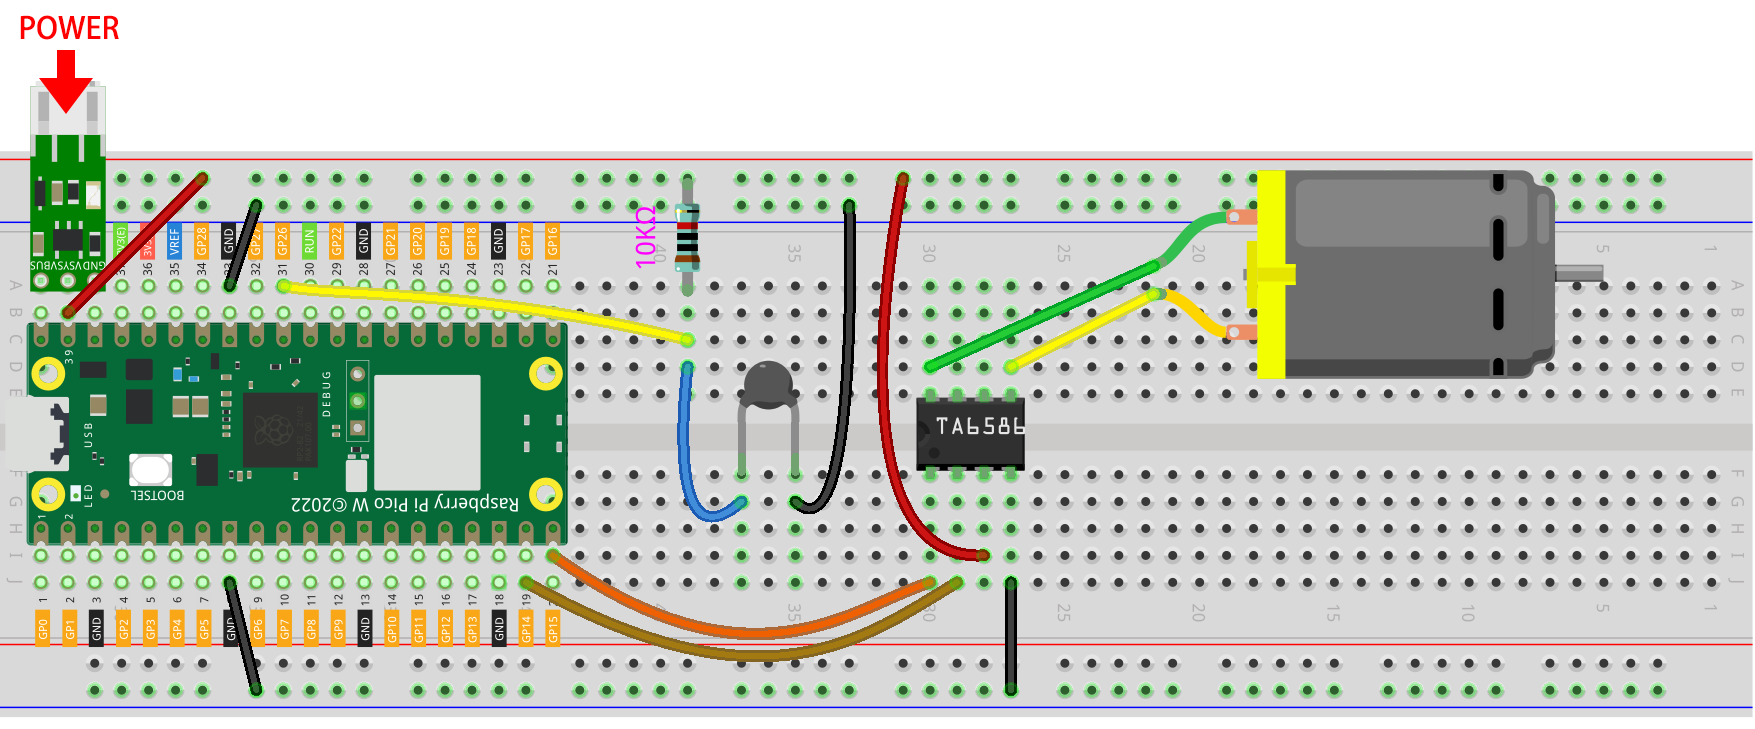 POWER
3V3(E)
36
VREF
35
GP28
34
GND
GP27
32
GP26
31
RUN
30
GP22
29
GND
28
GP21
27
GP20
26
GP19
25
GP18
24
GND
23
GP17
22
GP16
21
10KΩ
VBUS
VSYS
GND
40
35
30
25
20
5
1
A
B
C
D
E
A
B
C
D
E
39
DEBUG
USB
BOOTSEL
LED
1
2
Raspberry Pi Pico W ©2022
TA6586
F
G
H
I
J
F
G
H
I
J
35
30
25
20
15
10
5
1
1
2
3
4
5
6
7
9
10
11
12
13
14
15
16
17
18
19
GP0
GP1
GND
GP2
GP3
GP4
GP5
GND
GP6
GP7
GP8
GP9
GND
GP10
GP11
GP12
GP13
GND
GP14
GP15